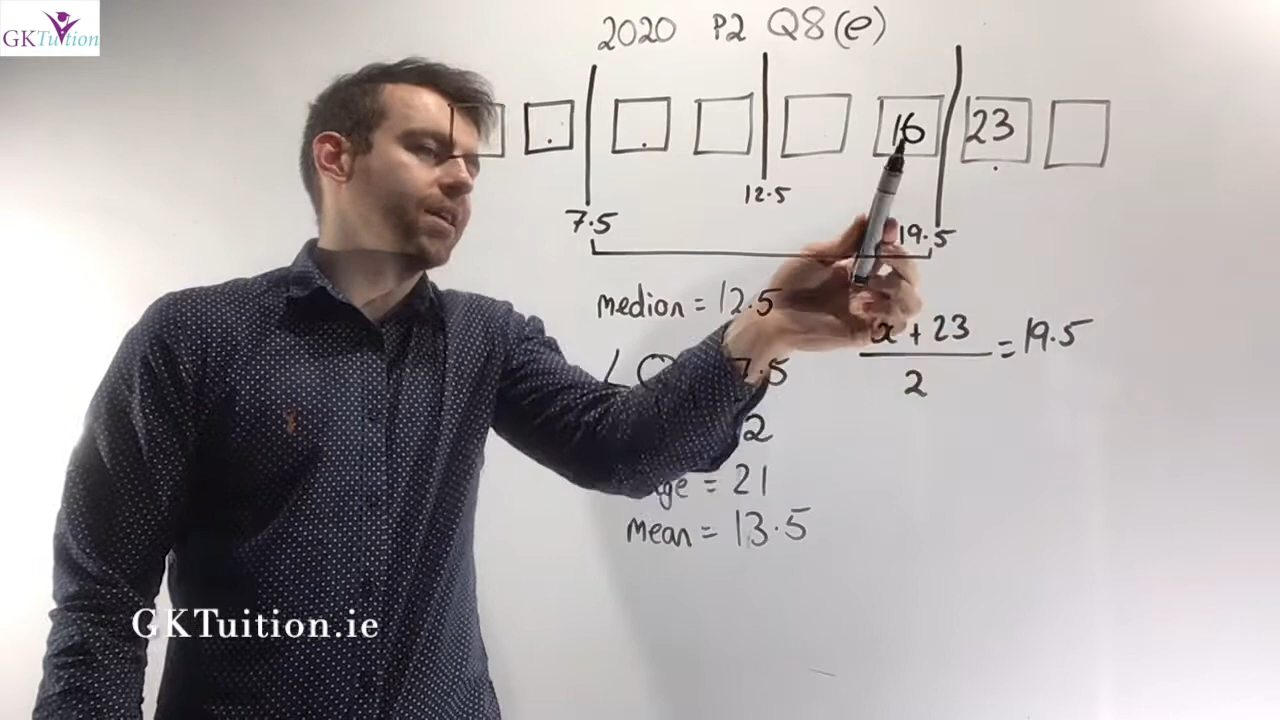 GKTuition
2020 P2 Q8(e)
16 23
12.5
7.5
19.5
median = 12.5
x + 23
2
= 19.5
7.5
2
= 21
mean = 13.5
GKTuition.ie